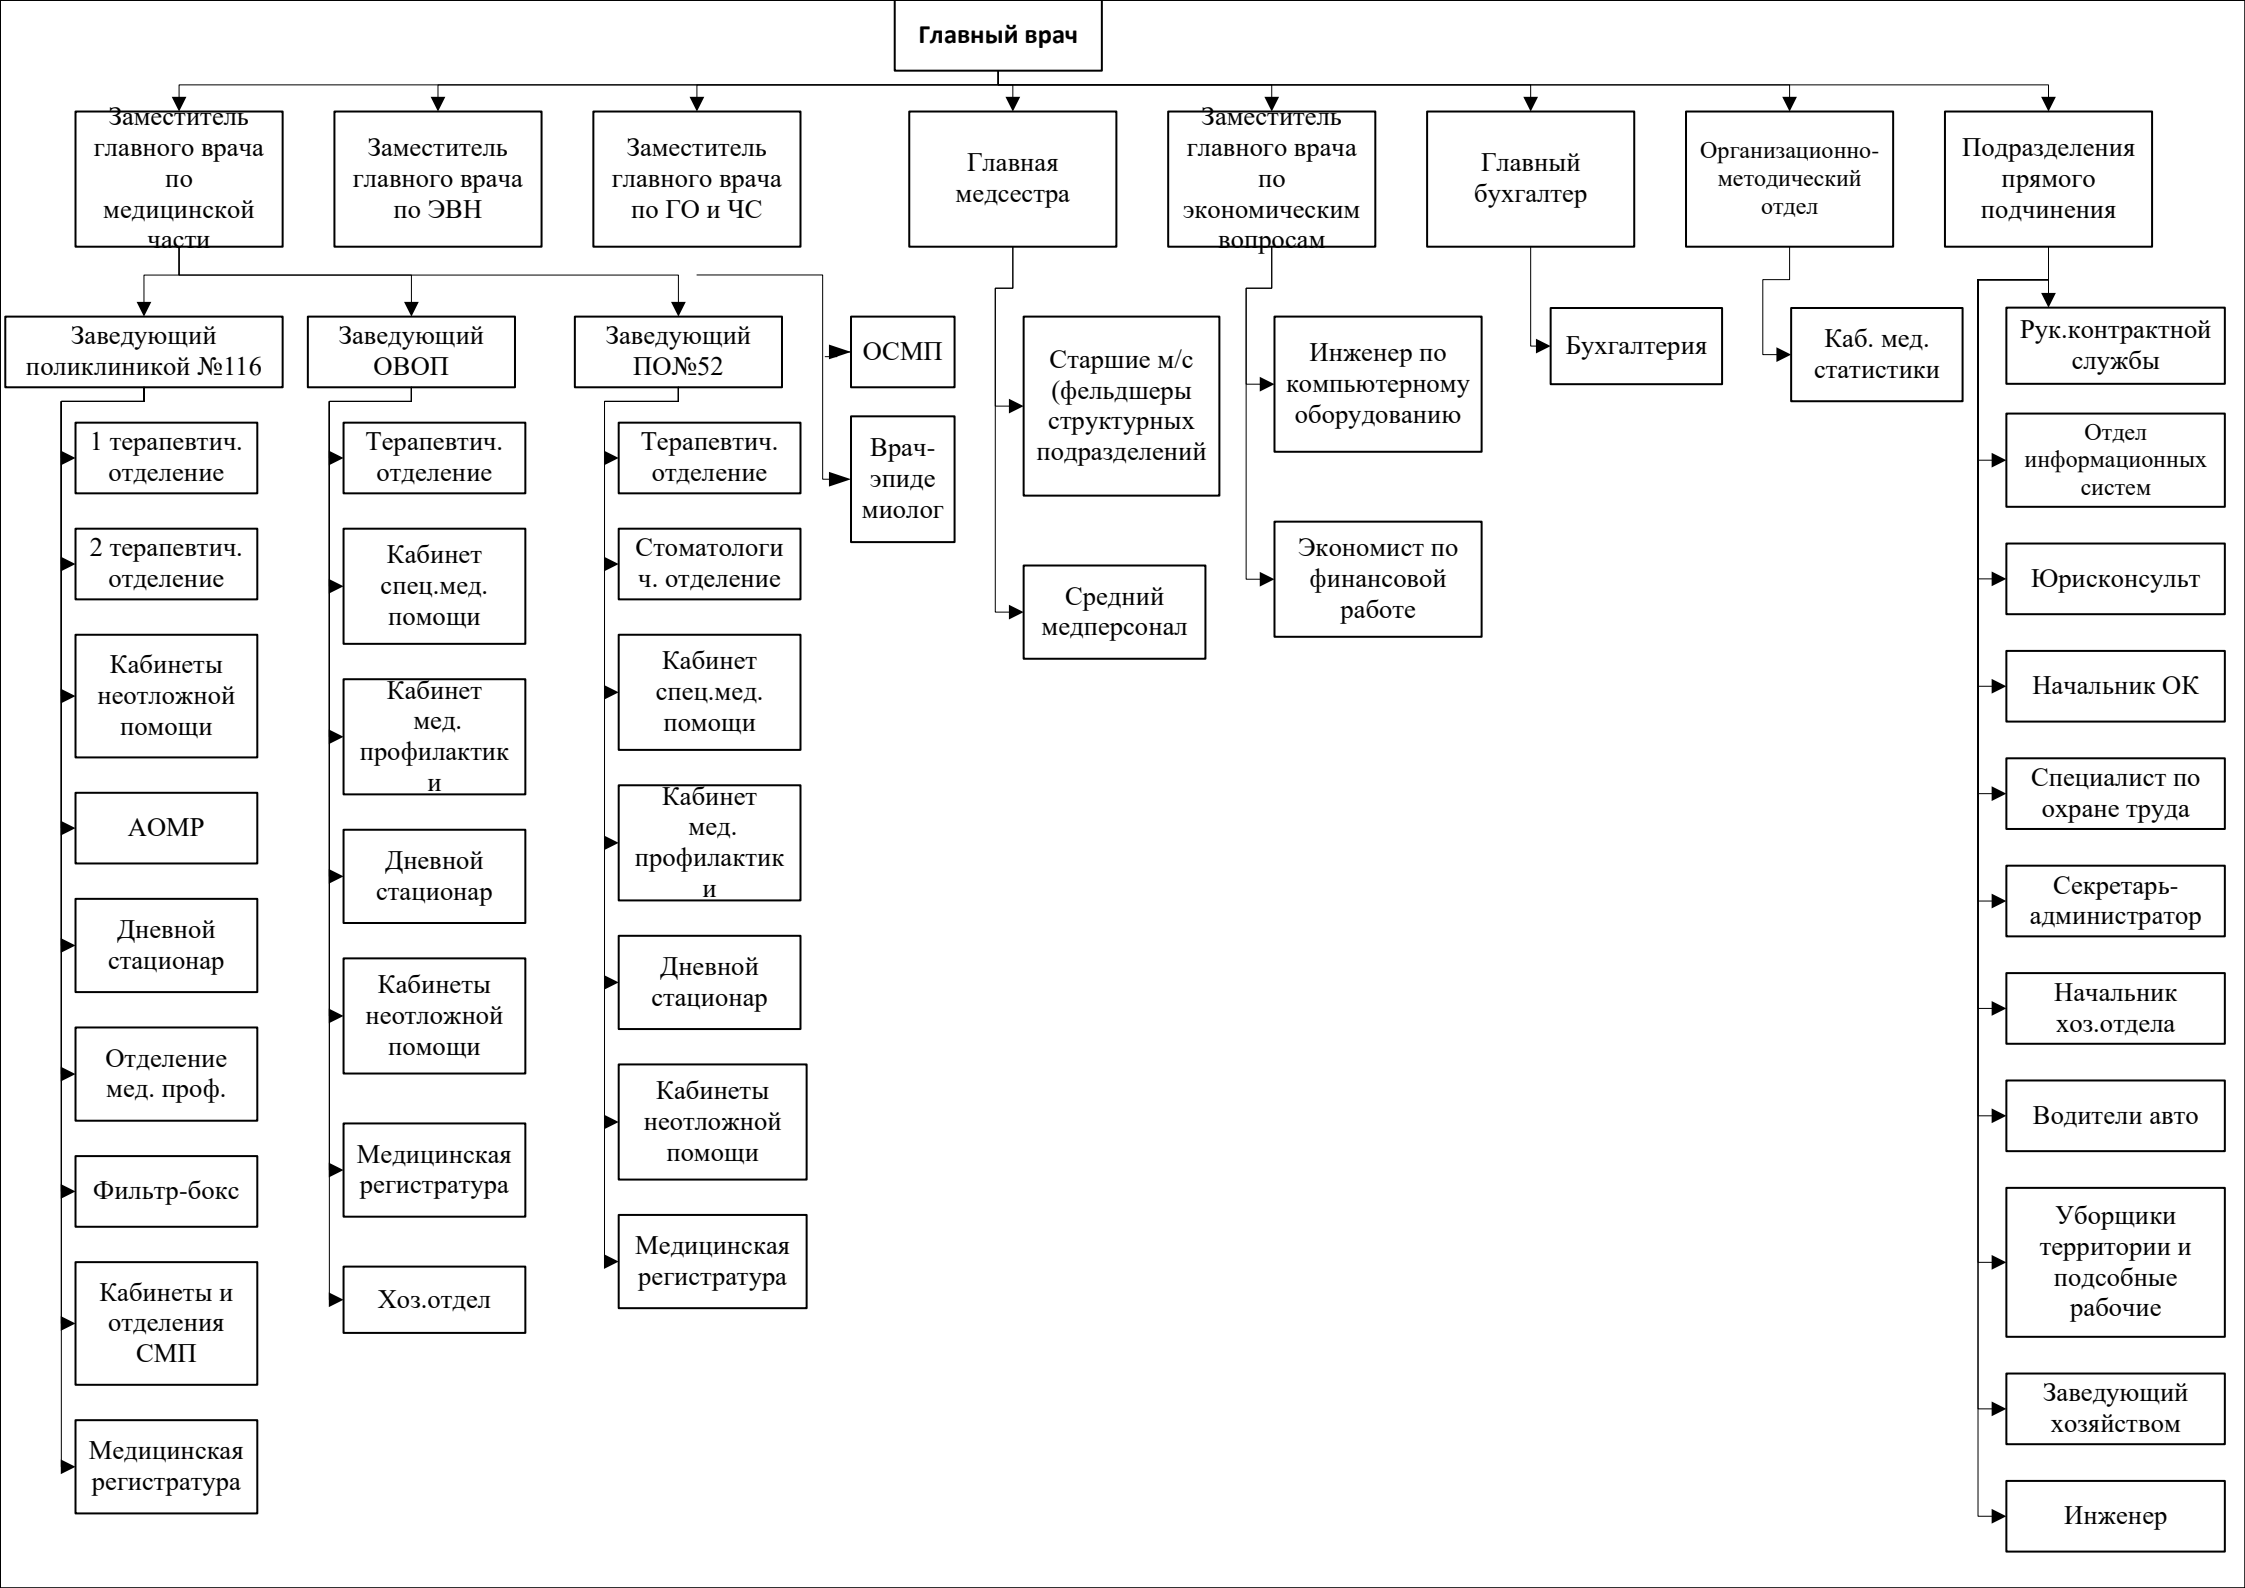 Главный врач
Заместитель
главного врача
по
медицинской
части
Заместитель
главного врача
по ЭВН
Заместитель
главного врача
по ГО и ЧС
Главная
медсестра
Заместитель
главного врача
по
экономическим
вопросам
Главный
бухгалтер
Организационно-
методический
отдел
Подразделения
прямого
подчинения
Заведующий
поликлиникой №116
Заведующий
ОВОП
Заведующий
ПО№52
ОСМП
Врач-
эпиде
миолог
Старшие м/с
(фельдшеры
структурных
подразделений
Средний
медперсонал
Инженер по
компьютерному
оборудованию
Экономист по
финансовой
работе
Бухгалтерия
Каб. мед.
статистики
Рук.контрактной
службы
1 терапевтич.
отделение
2 терапевтич.
отделение
Кабинеты
неотложной
помощи
АОМР
Дневной
стационар
Отделение
мед. проф.
Фильтр-бокс
Кабинеты и
отделения
СМП
Медицинская
регистратура
Терапевтич.
отделение
Кабинет
спец.мед.
помощи
Кабинет
мед.
профилактик
и
Дневной
стационар
Кабинеты
неотложной
помощи
Медицинская
регистратура
Хоз.отдел
Терапевтич.
отделение
Стоматологи
ч. отделение
Кабинет
спец.мед.
помощи
Кабинет
мед.
профилактик
и
Дневной
стационар
Кабинеты
неотложной
помощи
Медицинская
регистратура
Отдел
информационных
систем
Юрисконсульт
Начальник ОК
Специалист по
охране труда
Секретарь-
администратор
Начальник
хоз.отдела
Водители авто
Уборщики
территории и
подсобные
рабочие
Заведующий
хозяйством
Инженер